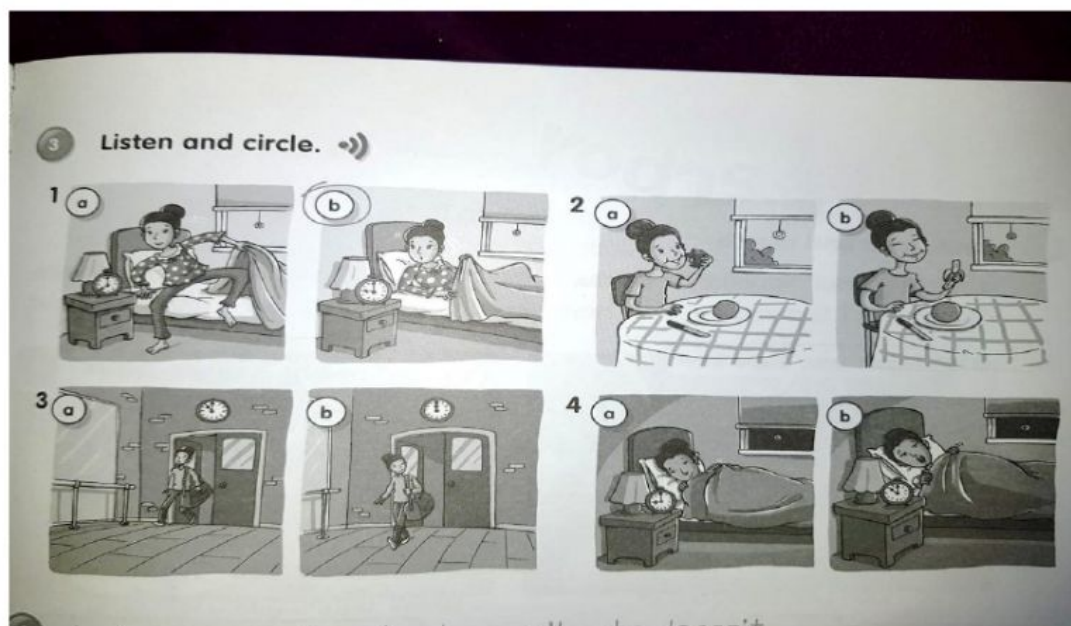 3 Listen and circle.
1 a b
2 a b
3 a b
4 a b